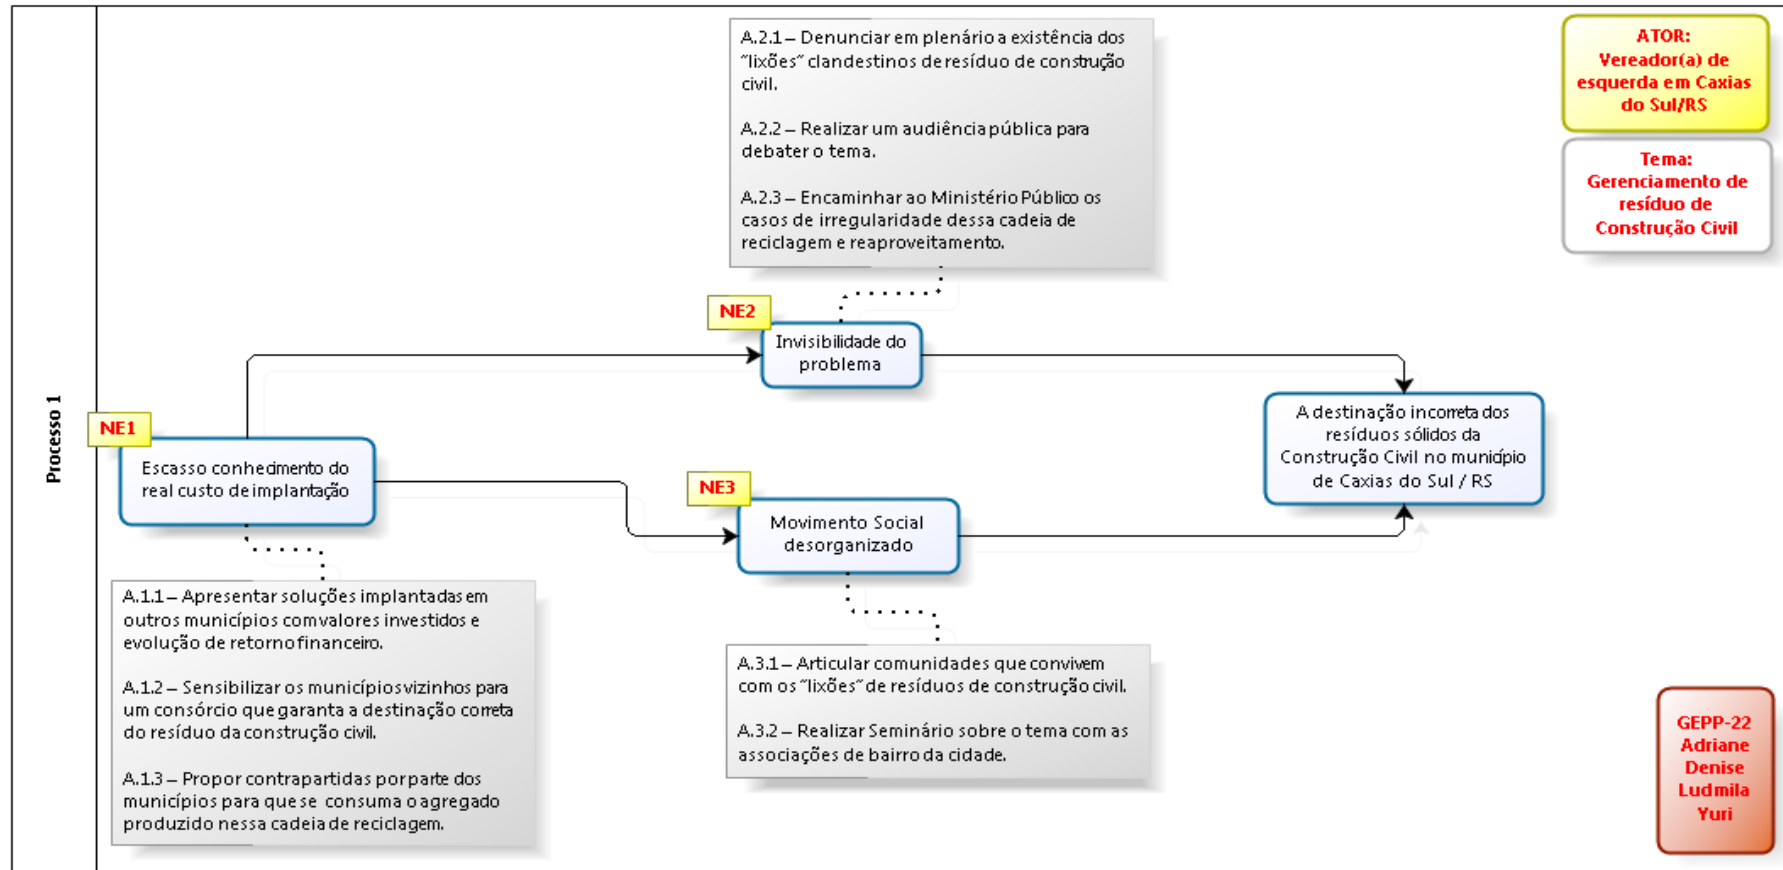 Processo 1
A.2.1 – Denunciar em plenário a existência dos
"lixões" clandestinos de resíduo de construção
civil.
A.2.2 – Realizar um audiência pública para
debater o tema.
A.2.3 – Encaminhar ao Ministério Público os
casos de irregularidade dessa cadeia de
reciclagem e reaproveitamento.
ATOR:
Vereador(a) de
esquerda em Caxias
do Sul/RS
Tema:
Gerenciamento de
resíduo de
Construção Civil
NE2
Invisibilidade do
problema
NE1
Escasso conhecimento do
real custo de implantação
NE3
Movimento Social
desorganizado
A destinação incorreta dos
resíduos sólidos da
Construção Civil no município
de Caxias do Sul / RS
A.1.1 – Apresentar soluções implantadas em
outros municípios com valores investidos e
evolução de retorno financeiro.
A.1.2 – Sensibilizar os municípios vizinhos para
um consórcio que garanta a destinação correta
do resíduo da construção civil.
A.1.3 – Propor contrapartidas por parte dos
municípios para que se consuma o agregado
produzido nessa cadeia de reciclagem.
A.3.1 – Articular comunidades que convivem
com os "lixões" de resíduos de construção civil.
A.3.2 – Realizar Seminário sobre o tema com as
associações de bairro da cidade.
GEPP-22
Adriane
Denise
Ludmila
Yuri